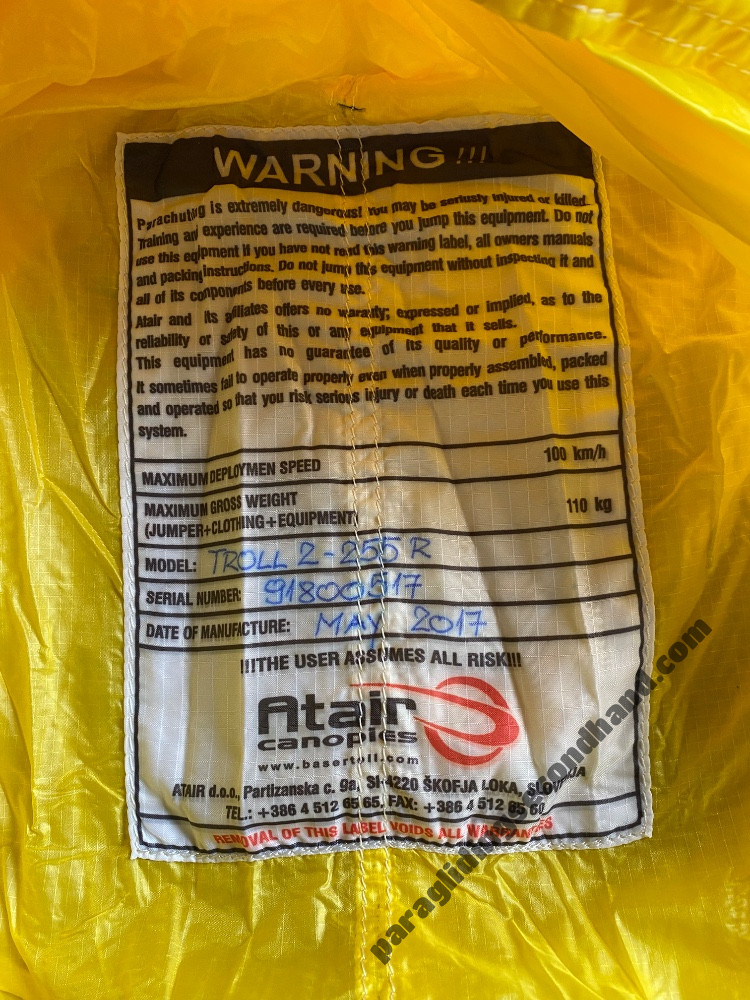 WARNING!!!
Parachuting is extremely dangerous! You may be seriusly injured or killed.
Training and experience are required before you jump this equipment. Do not
use this equipment if you have not read this warning label, all owners manuals
and packing instructions. Do not jump this equipment without inspecting it and
all of its components before every use.
Atair and its affiliates offers no waranty; expressed or implied, as to the
reliability or safety of this or any equipment that it sells.
This equipment has no guarantee of its quality or performance.
It sometimes fail to operate properly even when properly assembled, packed
and operated so that you risk serious injury or death each time you use this
system.
MAXIMUM DEPLOYMEN SPEED 100 km/h
MAXIMUM GROSS WEIGHT
(JUMPER+CLOTHING+EQUIPMENT) 110 kg
MODEL: TROLL 2-255 R
SERIAL NUMBER: 91800517
DATE OF MANUFACTURE: MAY 2017
!!!THE USER ASSUMES ALL RISK!!!
Atair
canopies
www.basertoll.com
ATAIR d.o.o., Partizanska c. 9a, SI-4220 ŠKOFJA LOKA, SLOVENIJA
TEL.: +386 4 512 65 65, FAX: +386 4 512 65 60
REMOVAL OF THIS LABEL VOIDS ALL WARRANTIES